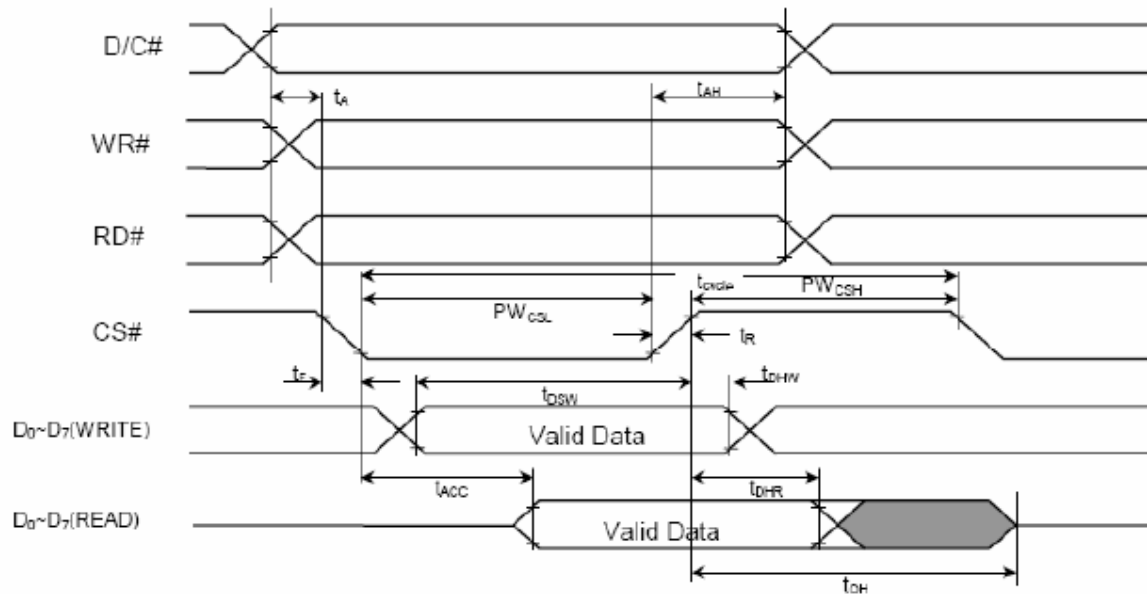 D/C#
tA
tAH
WR#
RD#
tcycle
PWCSL
PWCSH
CS#
tR
tF
tDSW
tDHW
D0~D7(WRITE)
Valid Data
tACC
tDHR
D0~D7(READ)
Valid Data
tDH